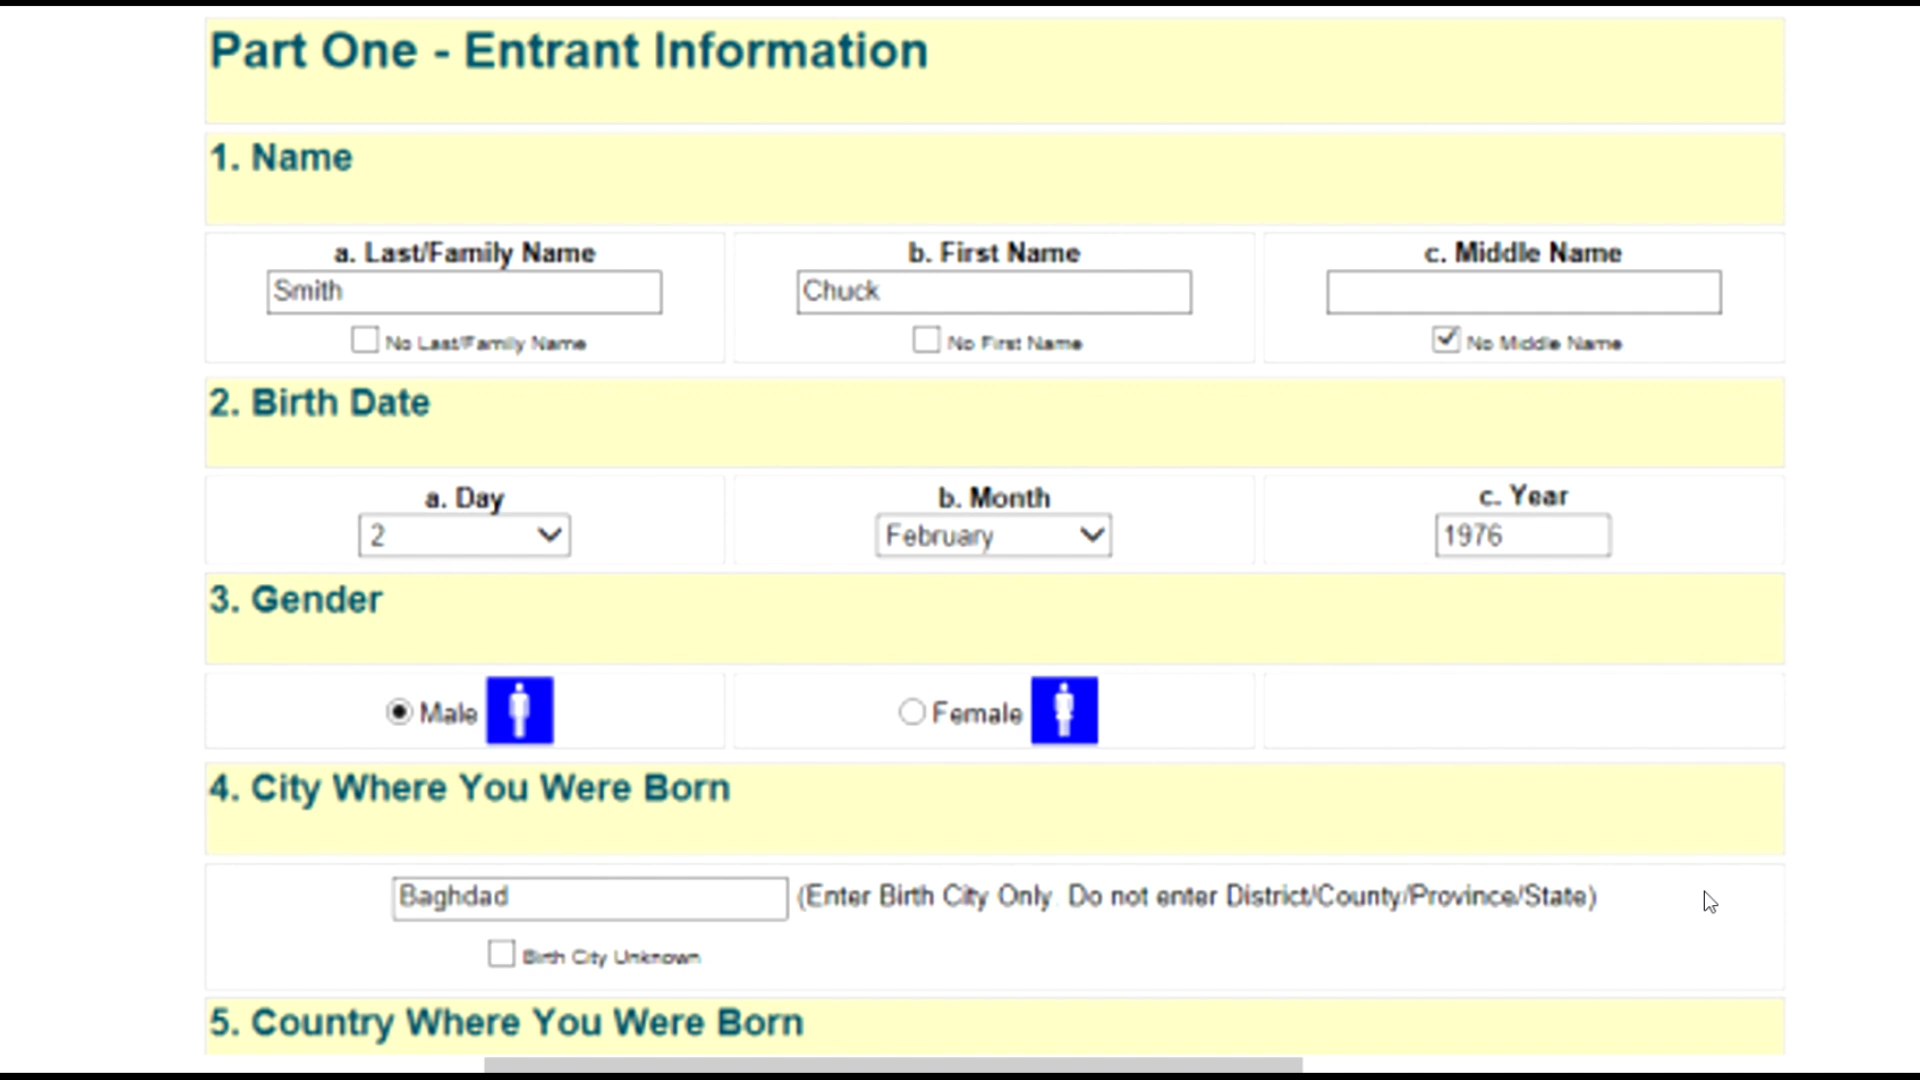 Part One - Entrant Information
1. Name
a. Last/Family Name b. First Name c. Middle Name
Smith Chuck
No Last/Family Name No First Name No Middle Name
2. Birth Date
a. Day b. Month c. Year
2 February 1976
3. Gender
Male Female
4. City Where You Were Born
Baghdad (Enter Birth City Only. Do not enter District/County/Province/State)
Birth City Unknown
5. Country Where You Were Born